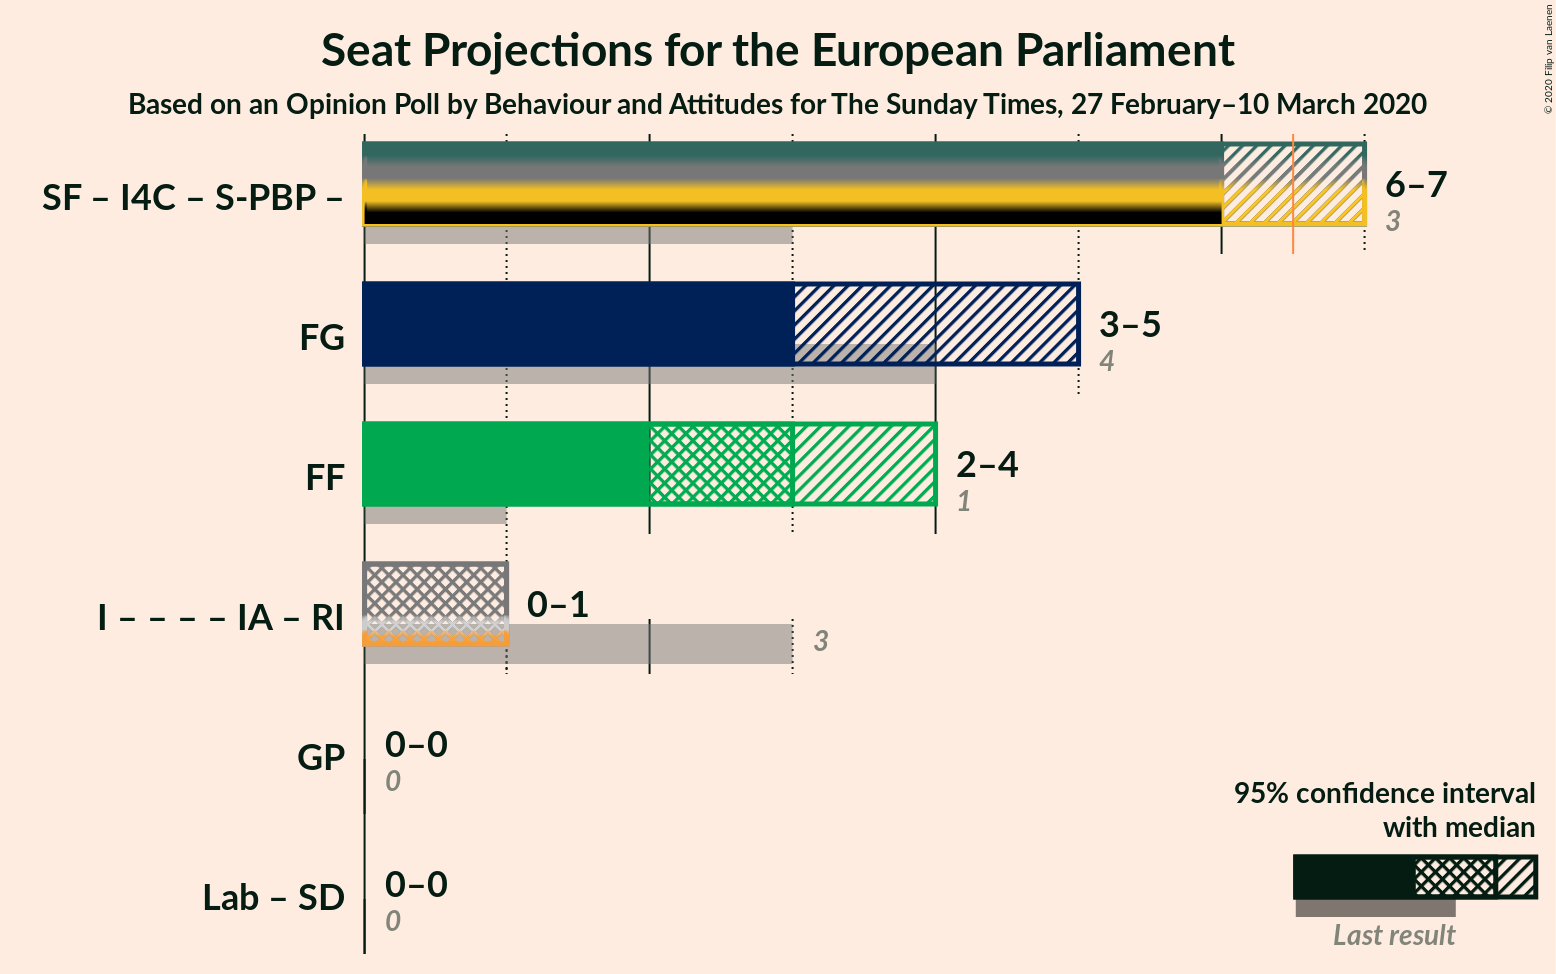 Seat Projections for the European Parliament
Based on an Opinion Poll by Behaviour and Attitudes for The Sunday Times, 27 February–10 March 2020
© 2020 Filip van Laenen
SF – I4C – S-PBP –
6–7
3
FG
3–5
4
FF
2–4
1
I – – – – IA – RI
0–1
3
GP
0–0
0
Lab – SD
0–0
0
95% confidence interval
with median
Last result